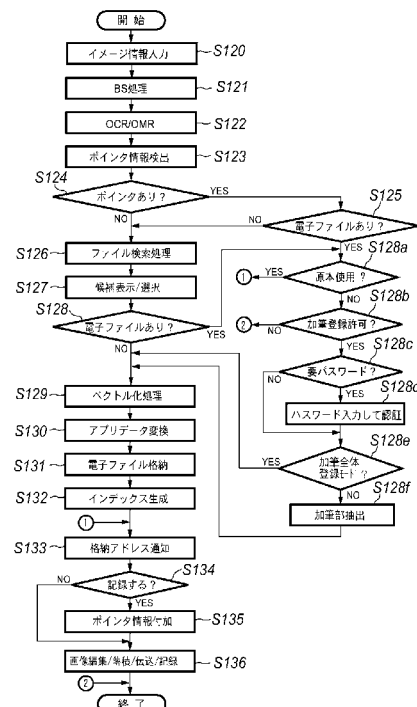 開 始
イメージ情報入力
S120
BS処理
S121
OCR/OMR
S122
ポインタ情報検出
S123
S124
ポインタあり?
YES
NO
S125
電子ファイルあり?
NO
YES
S126
ファイル検索処理
S127
候補表示/選択
S128
電子ファイルあり?
YES
NO
S128a
原本使用?
YES
①
NO
S128b
加筆登録許可?
②
NO
YES
S128c
要パスワード?
NO
YES
S128d
パスワード入力して認証
S128e
加筆全体
登録モード?
YES
NO
S128f
加筆部抽出
S129
ベクトル化処理
S130
アプリデータ変換
S131
電子ファイル格納
S132
インデックス生成
①
S133
格納アドレス通知
S134
記録する?
NO
YES
ポインタ情報付加
S135
画像編集/蓄積/伝送/記録
S136
②
終 了